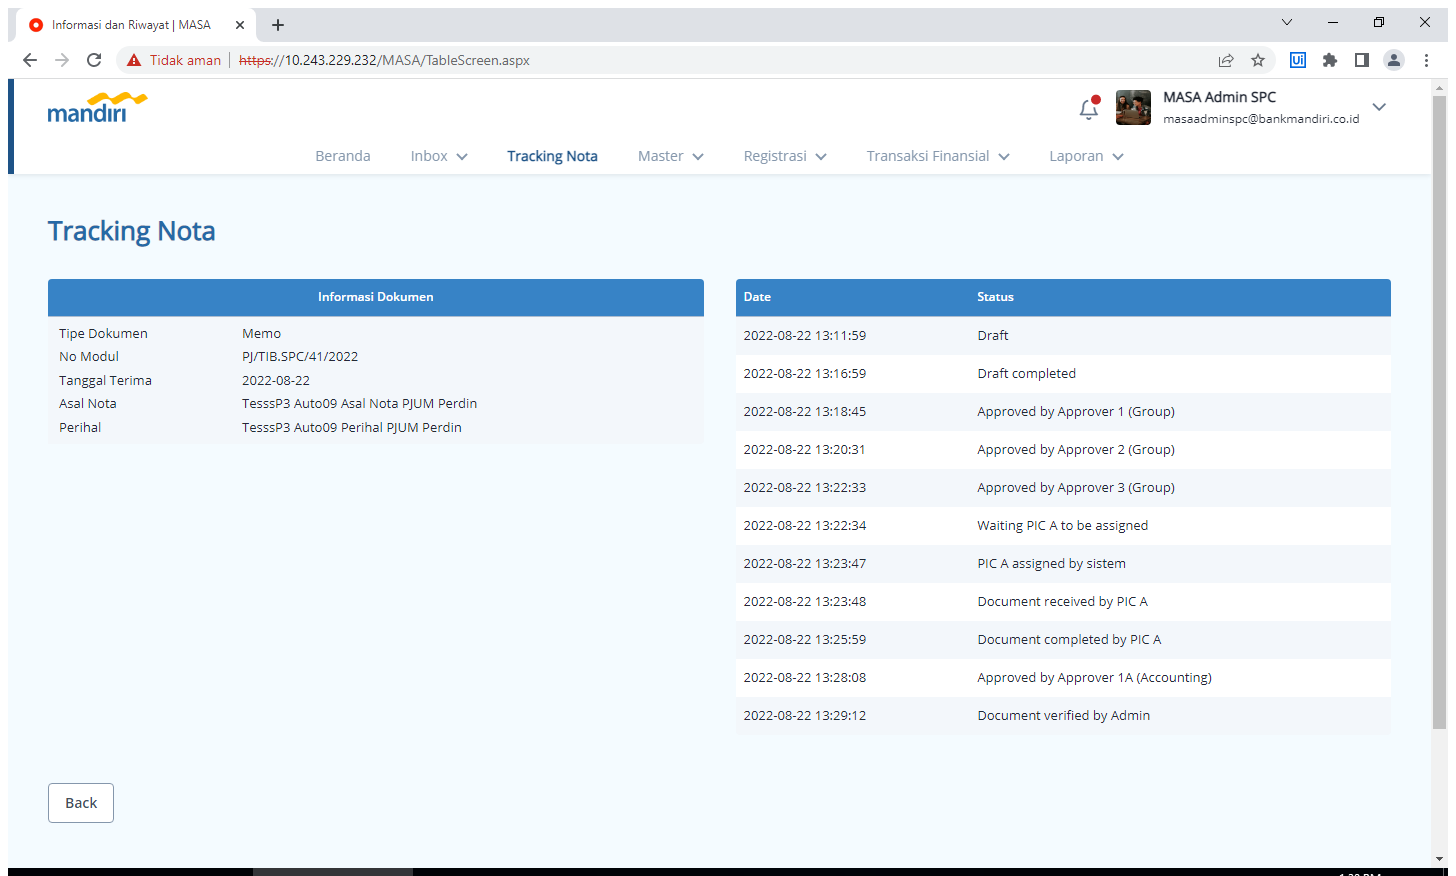 Informasi dan Riwayat | MASA
Tidak aman | https://10.243.229.232/MASA/TableScreen.aspx
Ui
mandiri
MASA Admin SPC
masaadminspc@bankmandiri.co.id
Beranda Inbox Tracking Nota Master Registrasi Transaksi Finansial Laporan
Tracking Nota
Informasi Dokumen
Tipe Dokumen Memo
No Modul PJ/TIB.SPC/41/2022
Tanggal Terima 2022-08-22
Asal Nota TesssP3 Auto09 Asal Nota PJUM Perdin
Perihal TesssP3 Auto09 Perihal PJUM Perdin
Date Status
2022-08-22 13:11:59 Draft
2022-08-22 13:16:59 Draft completed
2022-08-22 13:18:45 Approved by Approver 1 (Group)
2022-08-22 13:20:31 Approved by Approver 2 (Group)
2022-08-22 13:22:33 Approved by Approver 3 (Group)
2022-08-22 13:22:34 Waiting PIC A to be assigned
2022-08-22 13:23:47 PIC A assigned by sistem
2022-08-22 13:23:48 Document received by PIC A
2022-08-22 13:25:59 Document completed by PIC A
2022-08-22 13:28:08 Approved by Approver 1A (Accounting)
2022-08-22 13:29:12 Document verified by Admin
Back